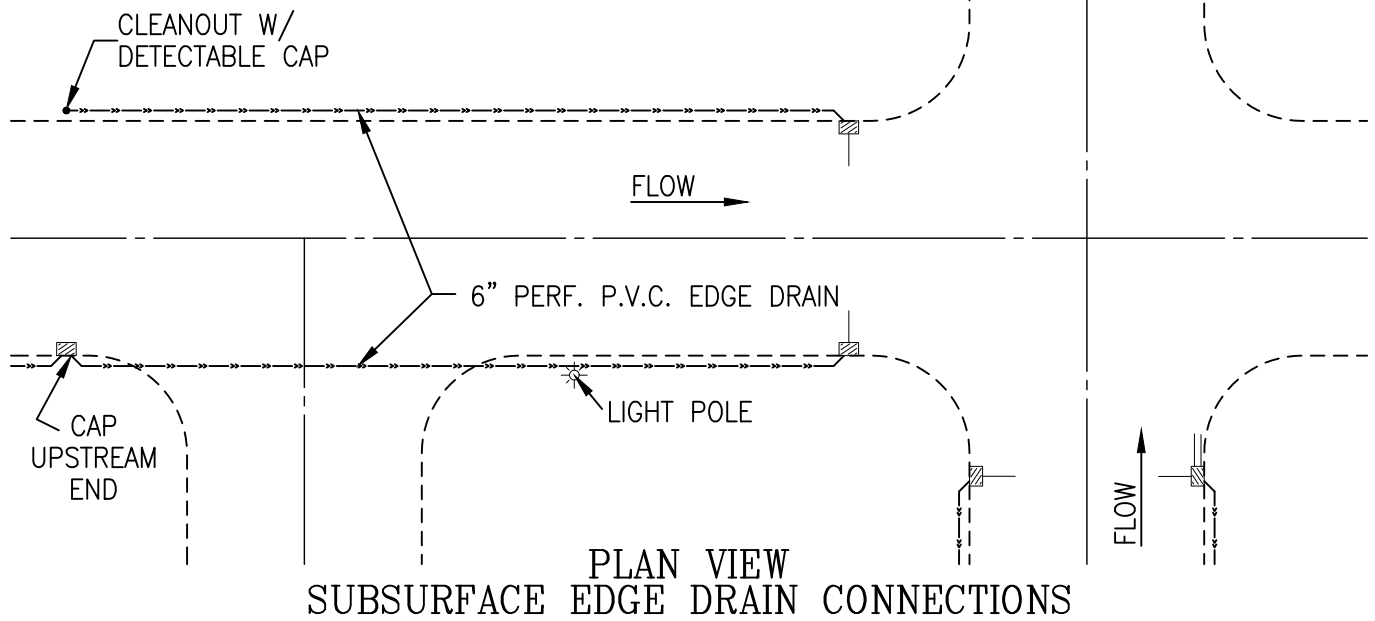 CLEANOUT W/
DETECTABLE CAP
FLOW
6" PERF. P.V.C. EDGE DRAIN
LIGHT POLE
CAP
UPSTREAM
END
FLOW
PLAN VIEW
SUBSURFACE EDGE DRAIN CONNECTIONS